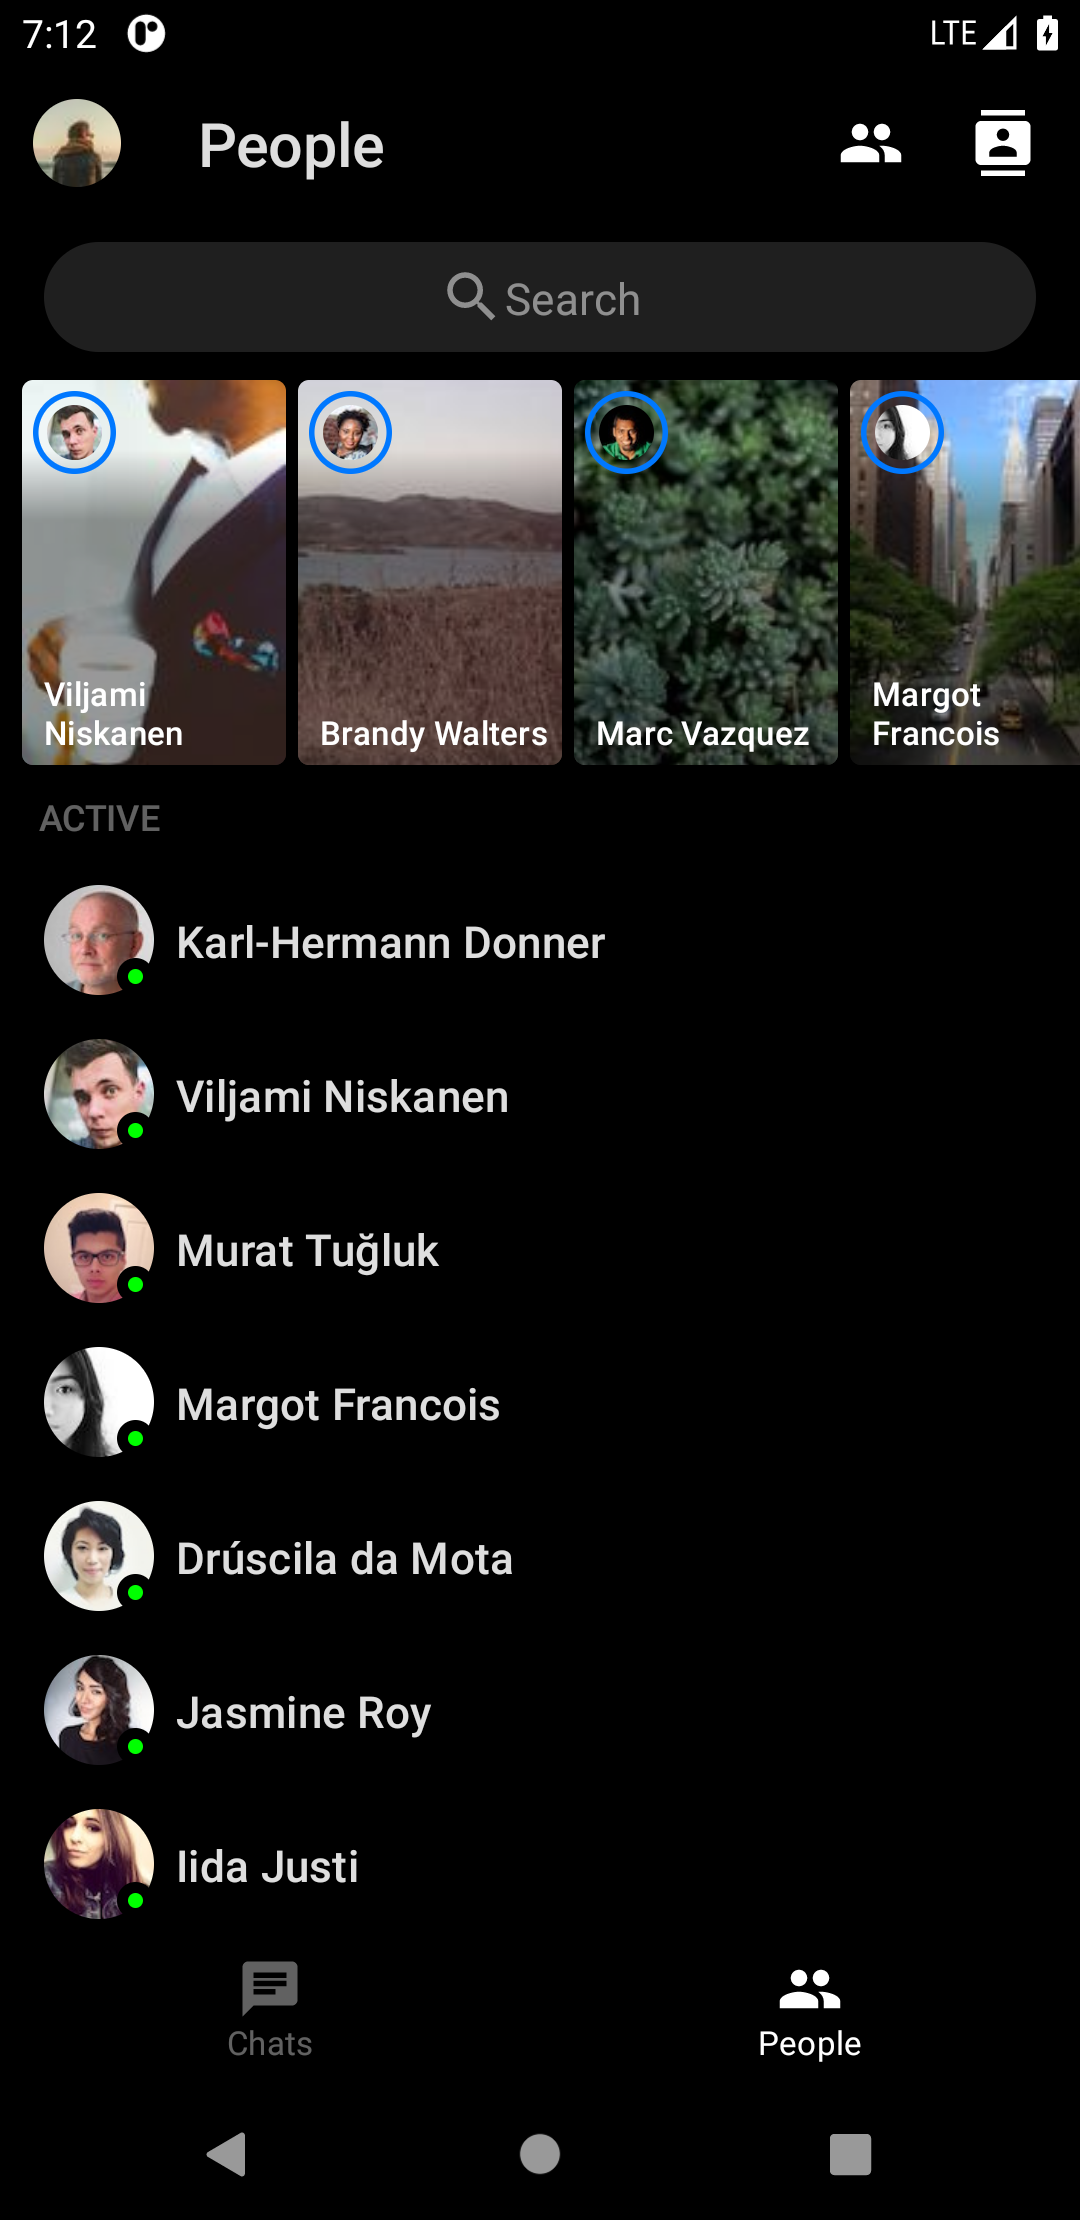 7:12
LTE
People
Search
Viljami
Niskanen
Brandy Walters
Marc Vazquez
Margot
Francois
ACTIVE
Karl-Hermann Donner
Viljami Niskanen
Murat Tuğluk
Margot Francois
Drúscila da Mota
Jasmine Roy
Iida Justi
Chats
People